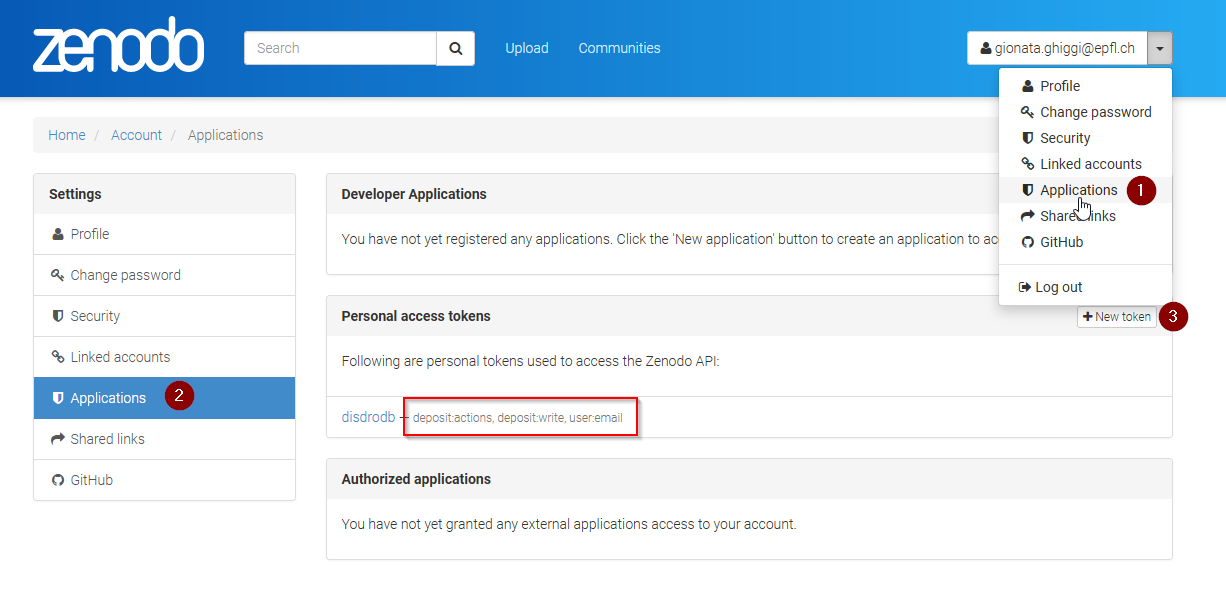 zenodo
Search
Upload
Communities
gionata.ghiggi@epfl.ch
Profile
Change password
Security
Linked accounts
Applications 1
Shared links
GitHub
Log out
Home / Account / Applications
Settings
Profile
Change password
Security
Linked accounts
Applications 2
Shared links
GitHub
Developer Applications
You have not yet registered any applications. Click the 'New application' button to create an application to
Personal access tokens
New token 3
Following are personal tokens used to access the Zenodo API:
disdrodb – deposit:actions, deposit:write, user:email
Authorized applications
You have not yet granted any external applications access to your account.